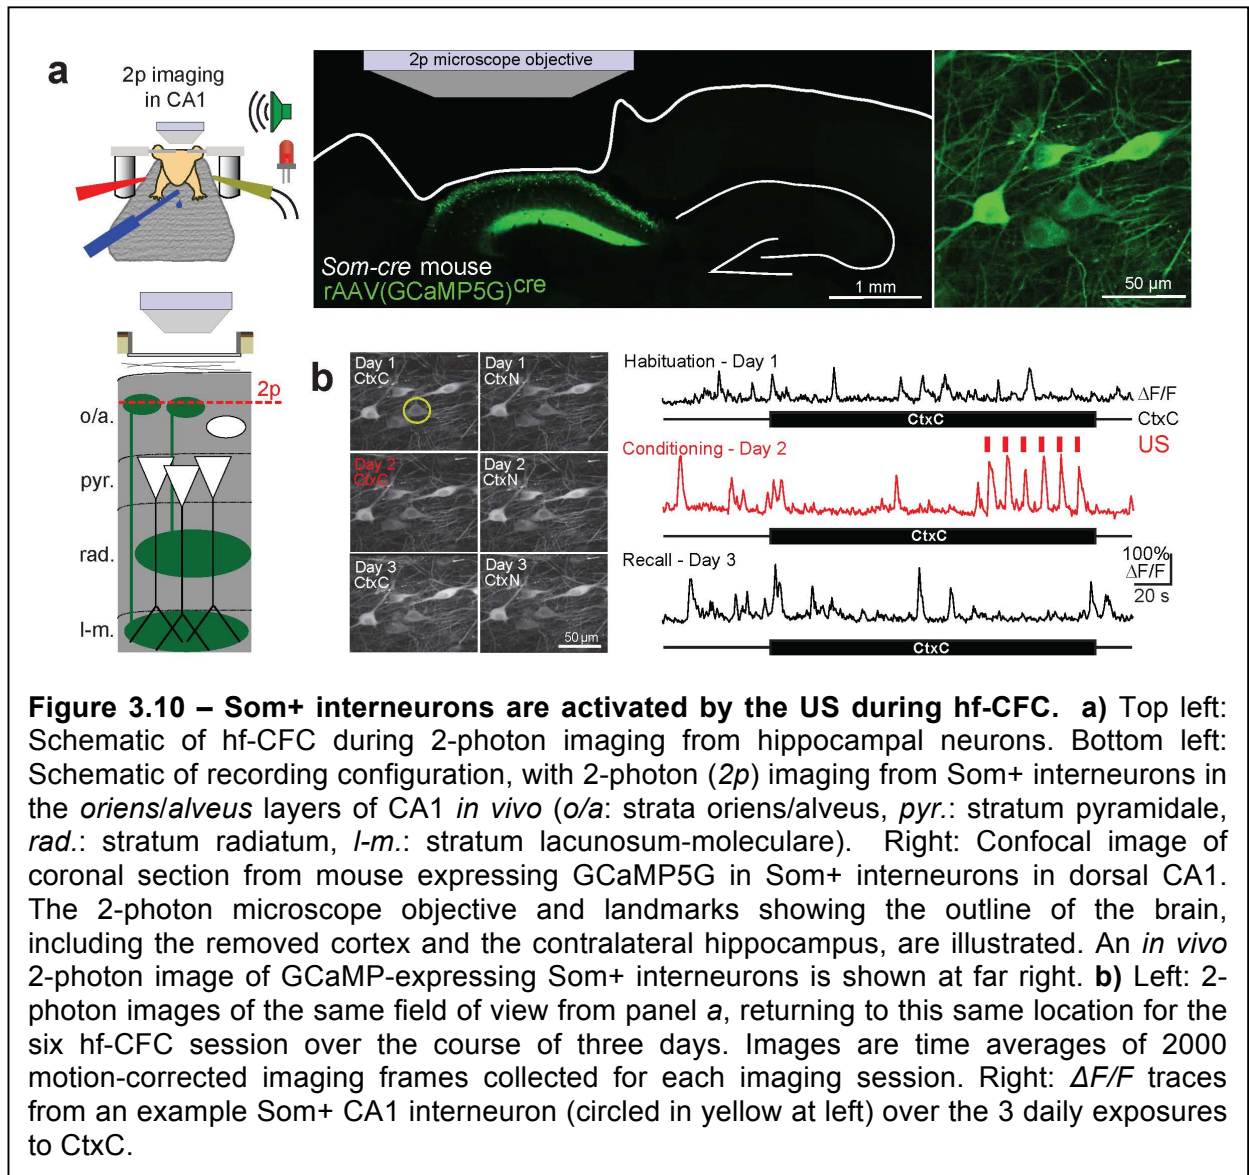 a
2p imaging
in CA1
2p microscope objective
Som-cre mouse
rAAV(GCaMP5G)cre
1 mm
50 µm
2p
o/a.
pyr.
rad.
l-m.
b
Day 1
CtxC
Day 1
CtxN
Day 2
CtxC
Day 2
CtxN
Day 3
CtxC
Day 3
CtxN
50 µm
Habituation - Day 1
ΔF/F
CtxC
CtxC
US
Conditioning - Day 2
CtxC
Recall - Day 3
100%
ΔF/F
20 s
CtxC
Figure 3.10 – Som+ interneurons are activated by the US during hf-CFC. a) Top left:
Schematic of hf-CFC during 2-photon imaging from hippocampal neurons. Bottom left:
Schematic of recording configuration, with 2-photon (2p) imaging from Som+ interneurons in
the oriens/alveus layers of CA1 in vivo (o/a: strata oriens/alveus, pyr.: stratum pyramidale,
rad.: stratum radiatum, l-m.: stratum lacunosum-moleculare). Right: Confocal image of
coronal section from mouse expressing GCaMP5G in Som+ interneurons in dorsal CA1.
The 2-photon microscope objective and landmarks showing the outline of the brain,
including the removed cortex and the contralateral hippocampus, are illustrated. An in vivo
2-photon image of GCaMP-expressing Som+ interneurons is shown at far right. b) Left: 2-
photon images of the same field of view from panel a, returning to this same location for the
six hf-CFC session over the course of three days. Images are time averages of 2000
motion-corrected imaging frames collected for each imaging session. Right: ΔF/F traces
from an example Som+ CA1 interneuron (circled in yellow at left) over the 3 daily exposures
to CtxC.